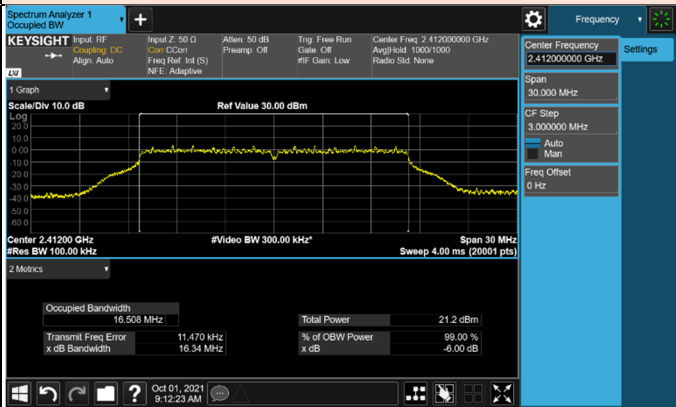 Spectrum Analyzer 1
Occupied BW
Frequency
KEYSIGHT
Input: RF
Coupling: DC
Align: Auto
Input Z: 50 Ω
Corr CCorr
Freq Ref: Int (S)
NFE: Adaptive
Atten: 50 dB
Preamp: Off
Trig: Free Run
Gate: Off
#IF Gain: Low
Center Freq: 2.412000000 GHz
Avg|Hold: 1000/1000
Radio Std: None
LXI
Center Frequency
2.412000000 GHz
Settings
Span
30.000 MHz
CF Step
3.000000 MHz
Auto
Man
Freq Offset
0 Hz
1 Graph
Scale/Div 10.0 dB
Ref Value 30.00 dBm
Log
20.0
10.0
0.00
-10.0
-20.0
-30.0
-40.0
-50.0
-60.0
Center 2.41200 GHz
#Video BW 300.00 kHz*
Span 30 MHz
#Res BW 100.00 kHz
Sweep 4.00 ms (20001 pts)
2 Metrics
Occupied Bandwidth
16.508 MHz
Total Power
21.2 dBm
Transmit Freq Error
11.470 kHz
% of OBW Power
99.00 %
x dB Bandwidth
16.34 MHz
x dB
-6.00 dB
Oct 01, 2021
9:12:23 AM